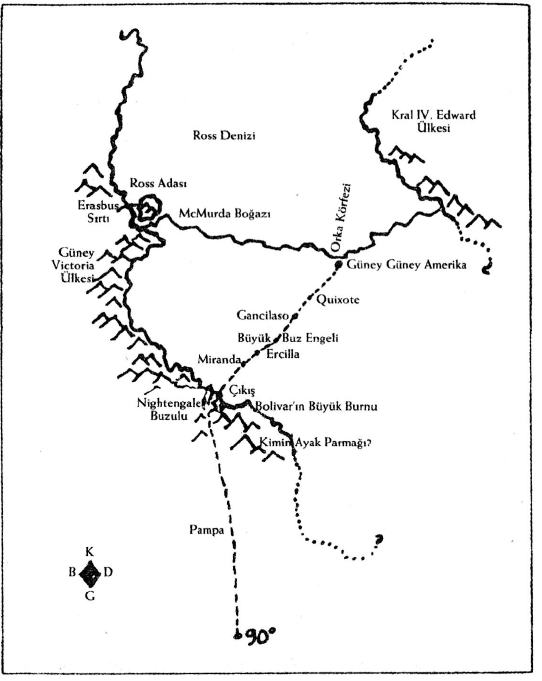 Kral IV. Edward
Ülkesi
Ross Denizi
Ross Adası
Erasbus
Sırtı
McMurda Boğazı
Orka Körfezi
Güney
Victoria
Ülkesi
Güney Güney Amerika
Quixote
Gancilaso
Büyük Buz Engeli
Ercilla
Miranda
Çıkış
Nightengale
Buzulu
Bolivar'ın Büyük Burnu
Kimin Ayak Parmağı?
Pampa
?
?
K
B D
G
90°